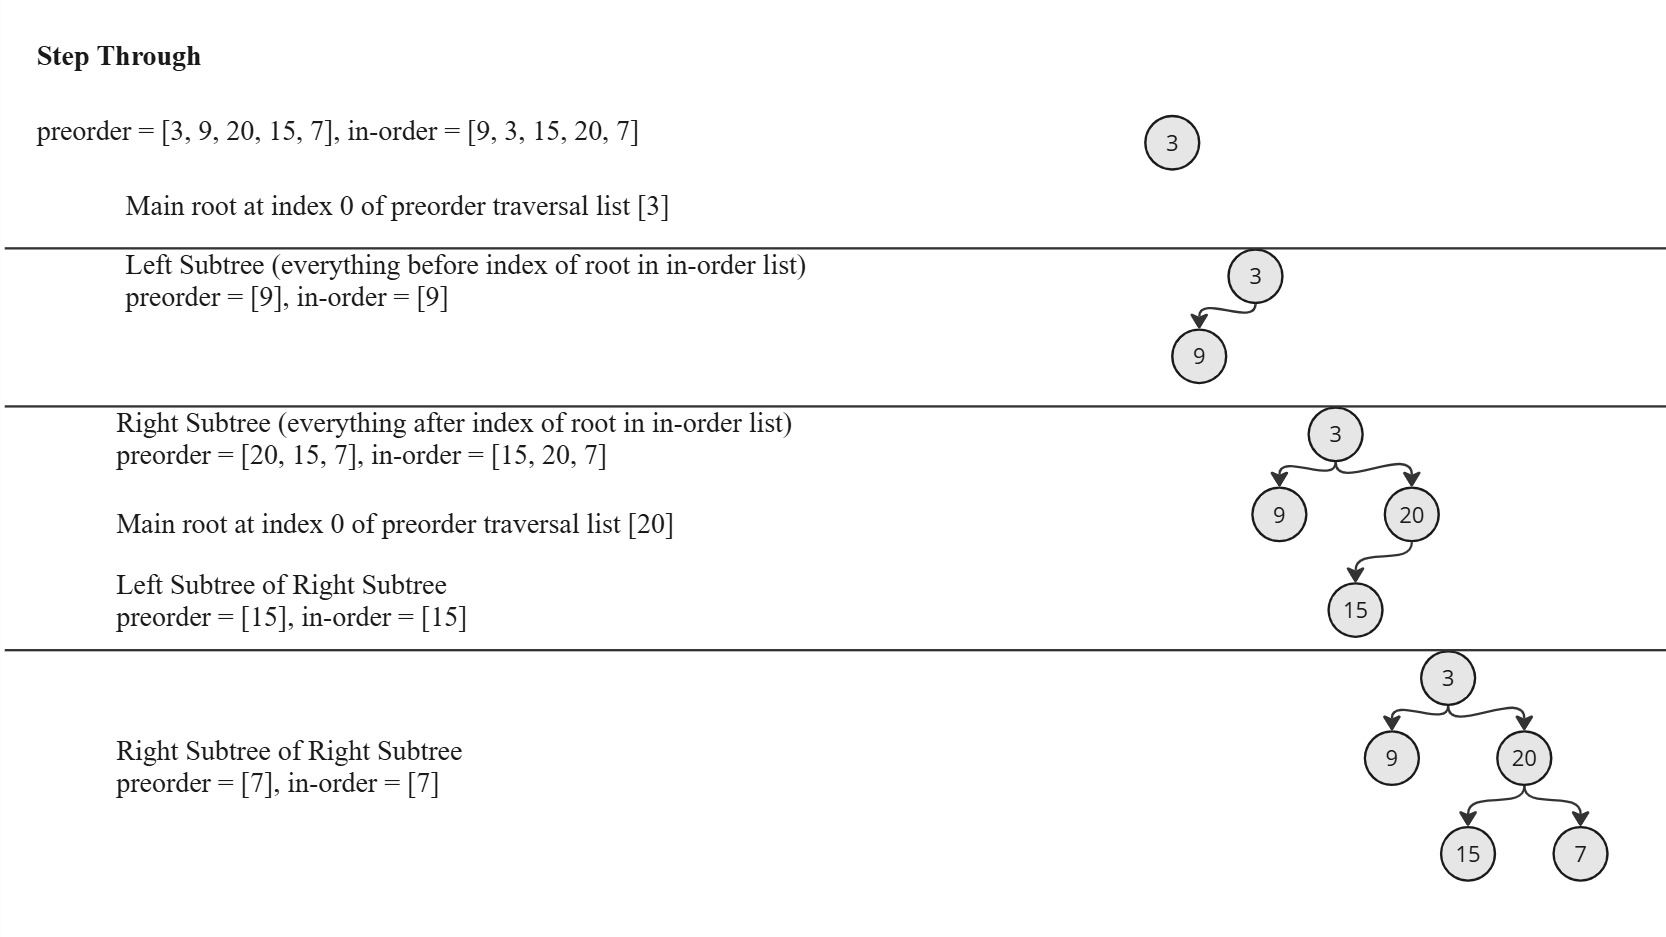 Step Through
preorder = [3, 9, 20, 15, 7], in-order = [9, 3, 15, 20, 7]
3
Main root at index 0 of preorder traversal list [3]
Left Subtree (everything before index of root in in-order list)
preorder = [9], in-order = [9]
3
9
Right Subtree (everything after index of root in in-order list)
preorder = [20, 15, 7], in-order = [15, 20, 7]
Main root at index 0 of preorder traversal list [20]
Left Subtree of Right Subtree
preorder = [15], in-order = [15]
3
9 20
15
Right Subtree of Right Subtree
preorder = [7], in-order = [7]
3
9 20
15 7